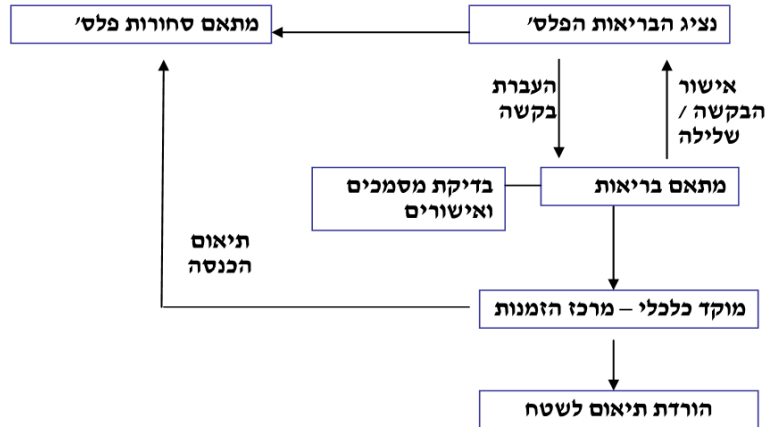 נציג הבריאות הפלס׳
מתאם סחורות פלס׳
אישור
הבקשה /
שלילה
העברת
בקשה
מתאם בריאות
בדיקת מסמכים
ואישורים
תיאום
הכנסה
מוקד כלכלי – מרכז הזמנות
הורדת תיאום לשטח